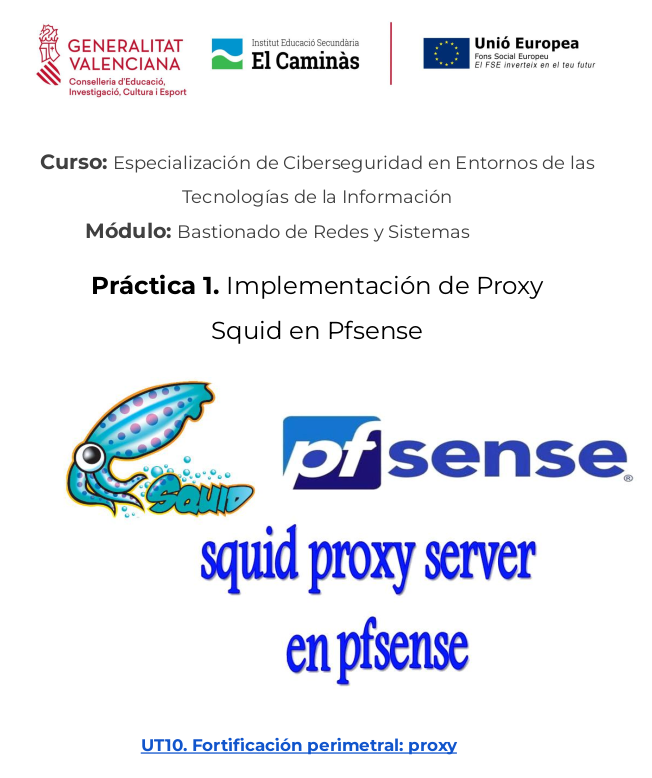 GENERALITAT
VALENCIANA
Conselleria d'Educació,
Investigació, Cultura i Esport
Institut Educació Secundària
El Caminàs
Unió Europea
Fons Social Europeu
El FSE inverteix en el teu futur
Curso: Especialización de Ciberseguridad en Entornos de las
Tecnologías de la Información
Módulo: Bastionado de Redes y Sistemas
Práctica 1. Implementación de Proxy
Squid en Pfsense
SQUID
pfsense®
squid proxy server
en pfsense
UT10. Fortificación perimetral: proxy